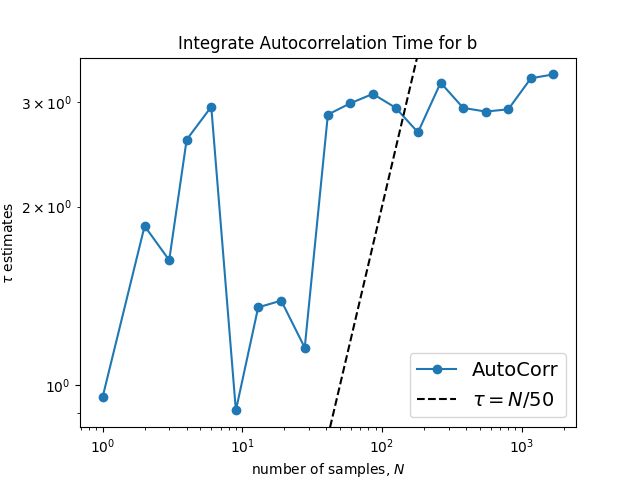 Integrate Autocorrelation Time for b
τ estimates
3 × 10⁰
2 × 10⁰
10⁰
10⁰ 10¹ 10² 10³
number of samples, N
AutoCorr
τ = N/50